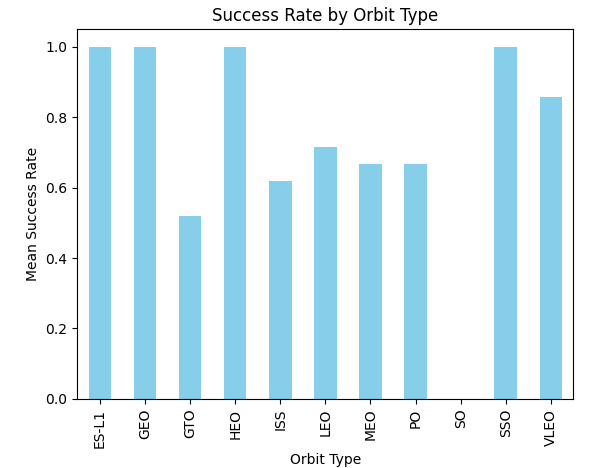 Success Rate by Orbit Type
Mean Success Rate
1.0
0.8
0.6
0.4
0.2
0.0
ES-L1
GEO
GTO
HEO
ISS
LEO
MEO
PO
SO
SSO
VLEO
Orbit Type